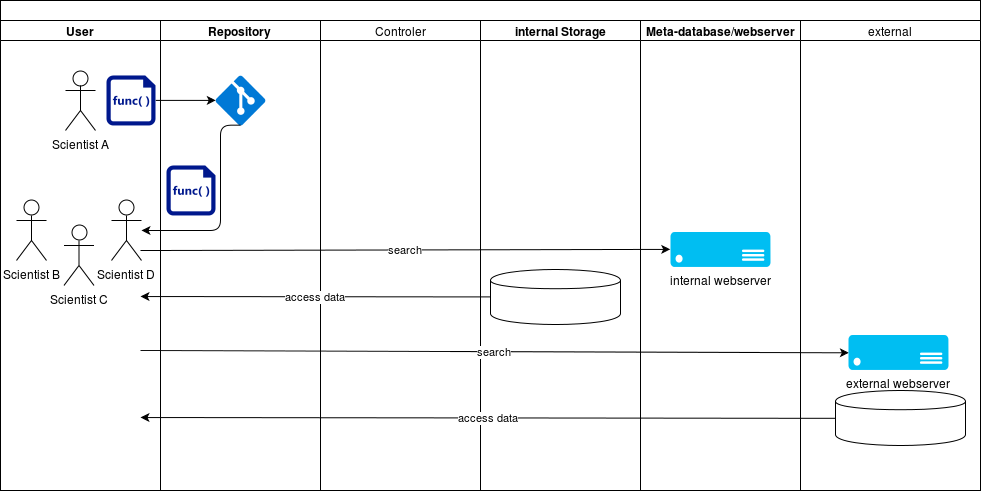 User
Repository
Controler
internal Storage
Meta-database/webserver
external
func( )
Scientist A
func( )
Scientist B
Scientist D
Scientist C
search
internal webserver
access data
search
external webserver
access data